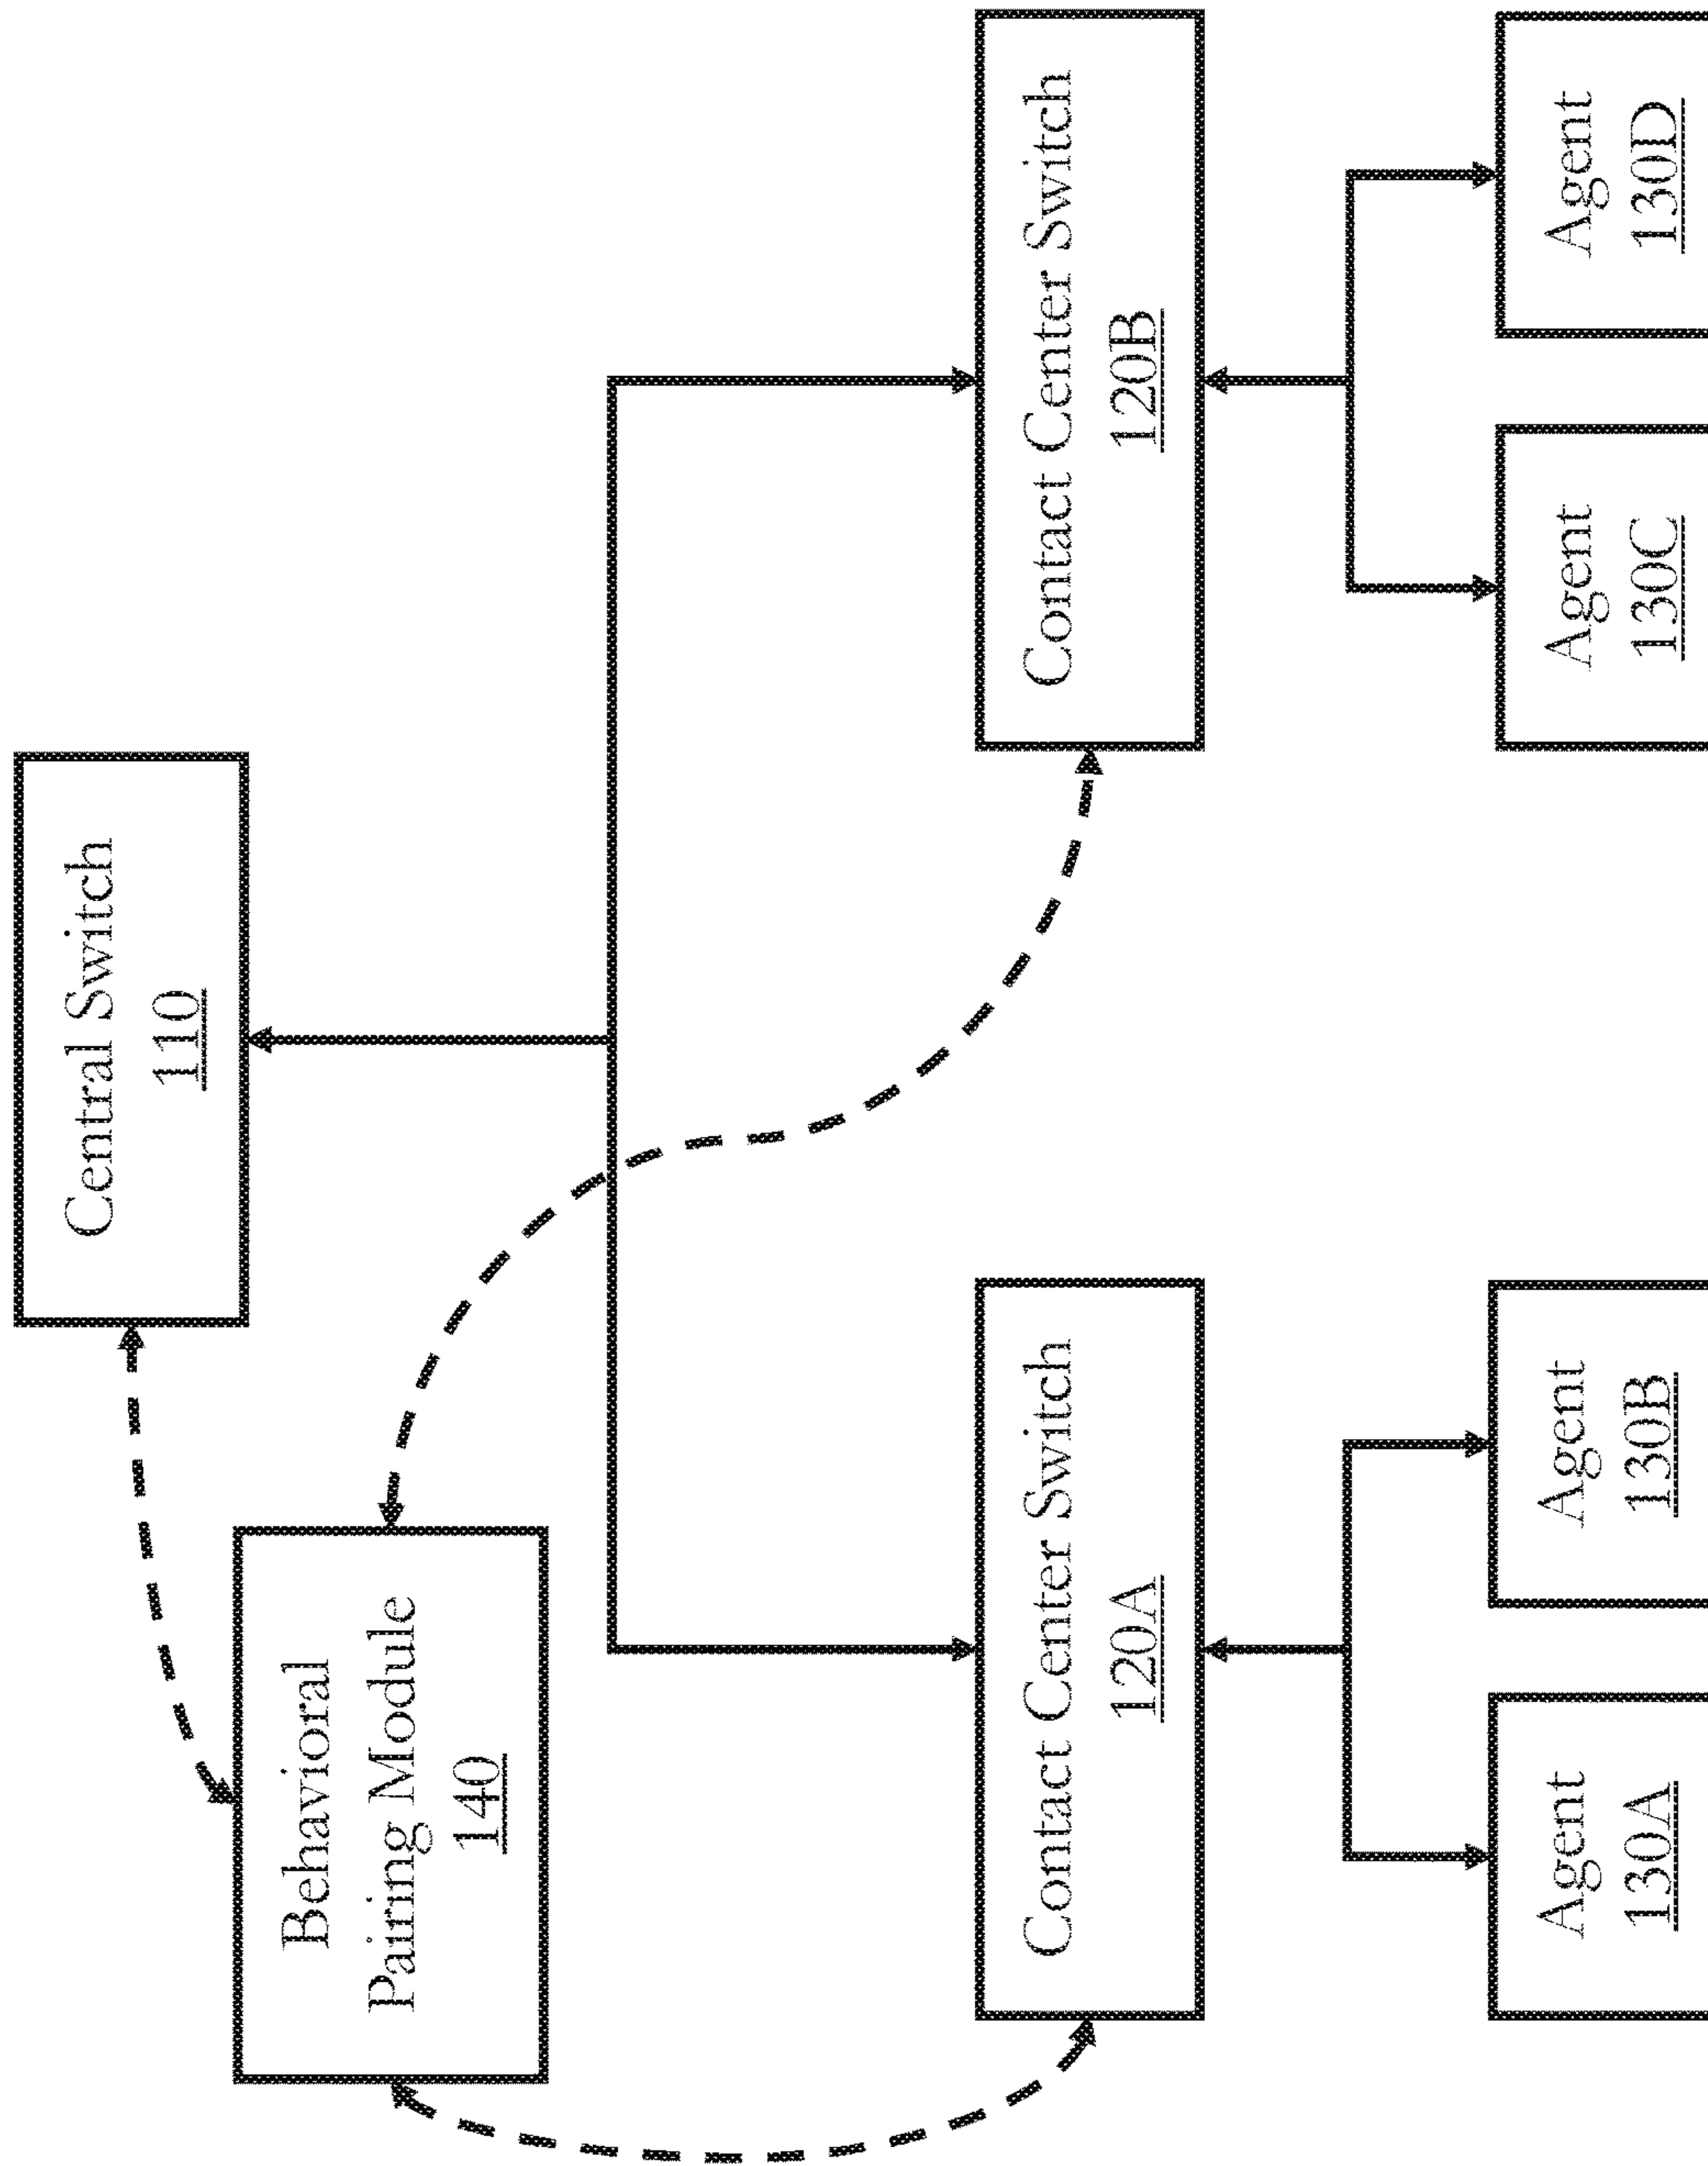 Central Switch
110
Behavioral
Pairing Module
140
Contact Center Switch
120A
Contact Center Switch
120B
Agent
130A
Agent
130B
Agent
130C
Agent
130D